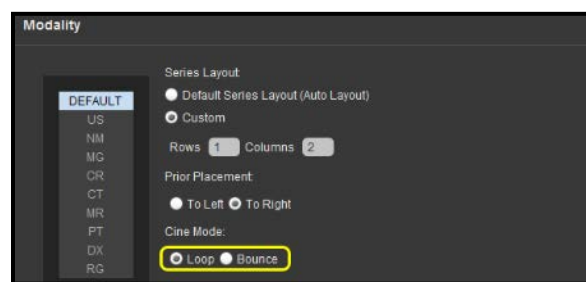 Modality
DEFAULT
US
NM
MG
CR
CT
MR
PT
DX
RG
Series Layout:
Default Series Layout (Auto Layout)
Custom
Rows 1 Columns 2
Prior Placement:
To Left To Right
Cine Mode:
Loop Bounce